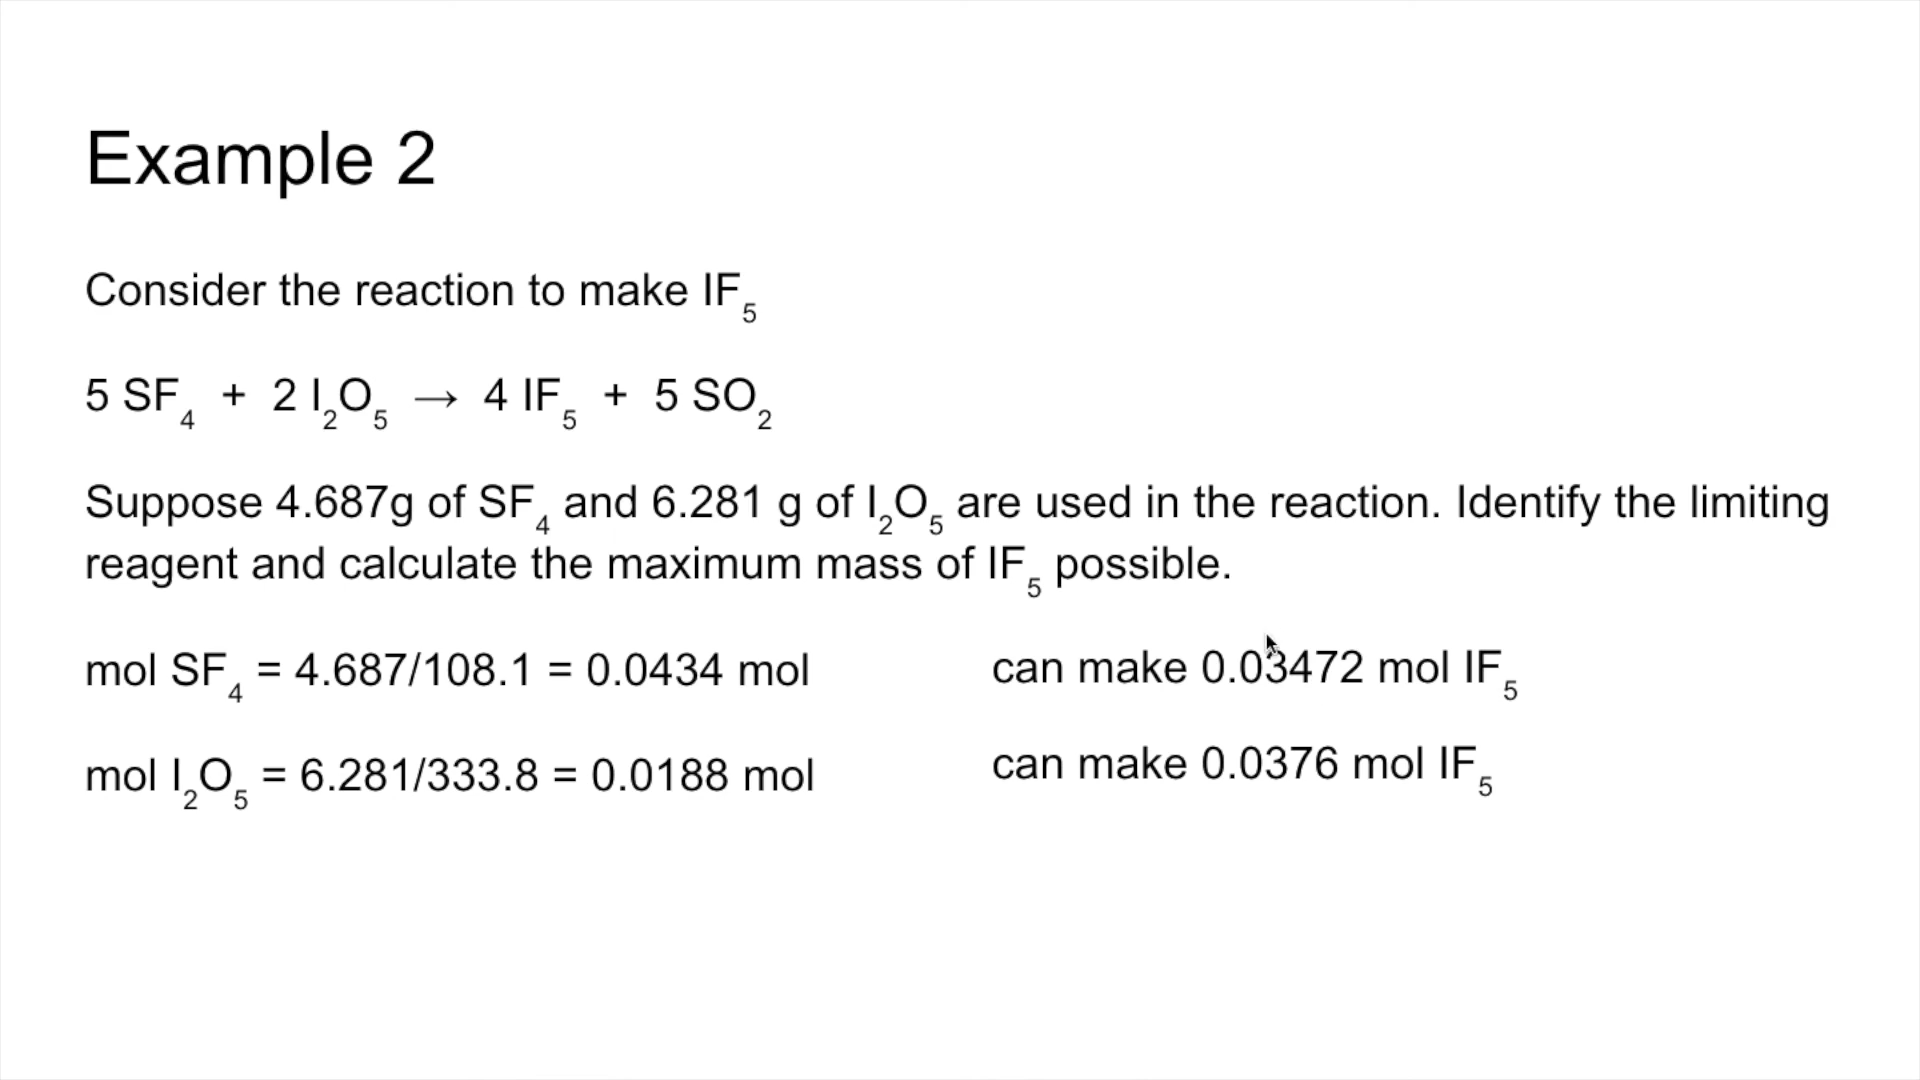 Example 2
Consider the reaction to make IF₅
5 SF₄ + 2 I₂O₅ → 4 IF₅ + 5 SO₂
Suppose 4.687g of SF₄ and 6.281 g of I₂O₅ are used in the reaction. Identify the limiting
reagent and calculate the maximum mass of IF₅ possible.
mol SF₄ = 4.687/108.1 = 0.0434 mol
can make 0.03472 mol IF₅
mol I₂O₅ = 6.281/333.8 = 0.0188 mol
can make 0.0376 mol IF₅